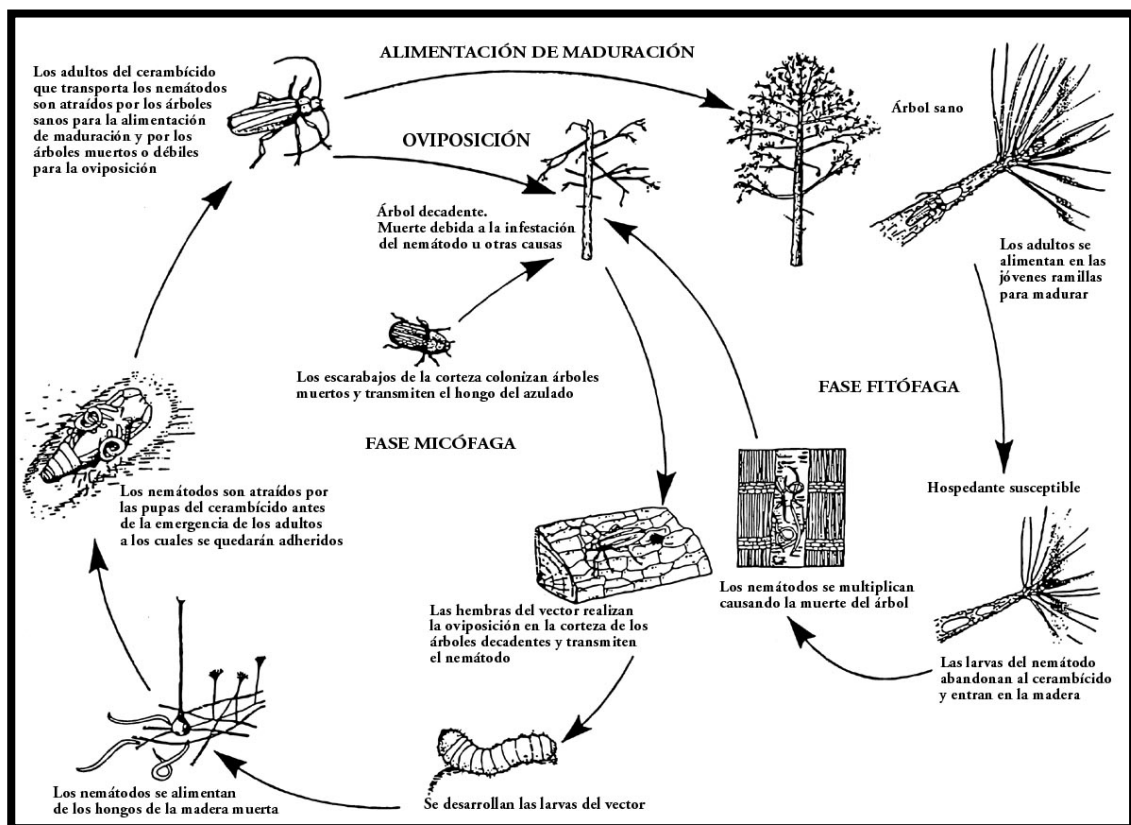 ALIMENTACIÓN DE MADURACIÓN
Los adultos del cerambícido
que transporta los nemátodos
son atraídos por los árboles
sanos para la alimentación
de maduración y por los
árboles muertos o débiles
para la oviposición
OVIPOSICIÓN
Árbol sano
Árbol decadente.
Muerte debida a la infestación
del nemátodo u otras causas
Los adultos se
alimentan en las
jóvenes ramillas
para madurar
Los escarabajos de la corteza colonízan árboles
muertos y transmiten el hongo del azulado
FASE FITÓFAGA
FASE MICÓFAGA
Los nemátodos son atraídos por
las pupas del cerambícido antes
de la emergencia de los adultos
a los cuales se quedarán adheridos
Hospedante susceptible
Las hembras del vector realizan
la oviposición en la corteza de los
árboles decadentes y transmiten
el nemátodo
Los nemátodos se multiplican
causando la muerte del árbol
Las larvas del nemátodo
abandonan al cerambícido
y entran en la madera
Los nemátodos se alimentan
de los hongos de la madera muerta
Se desarrollan las larvas del vector